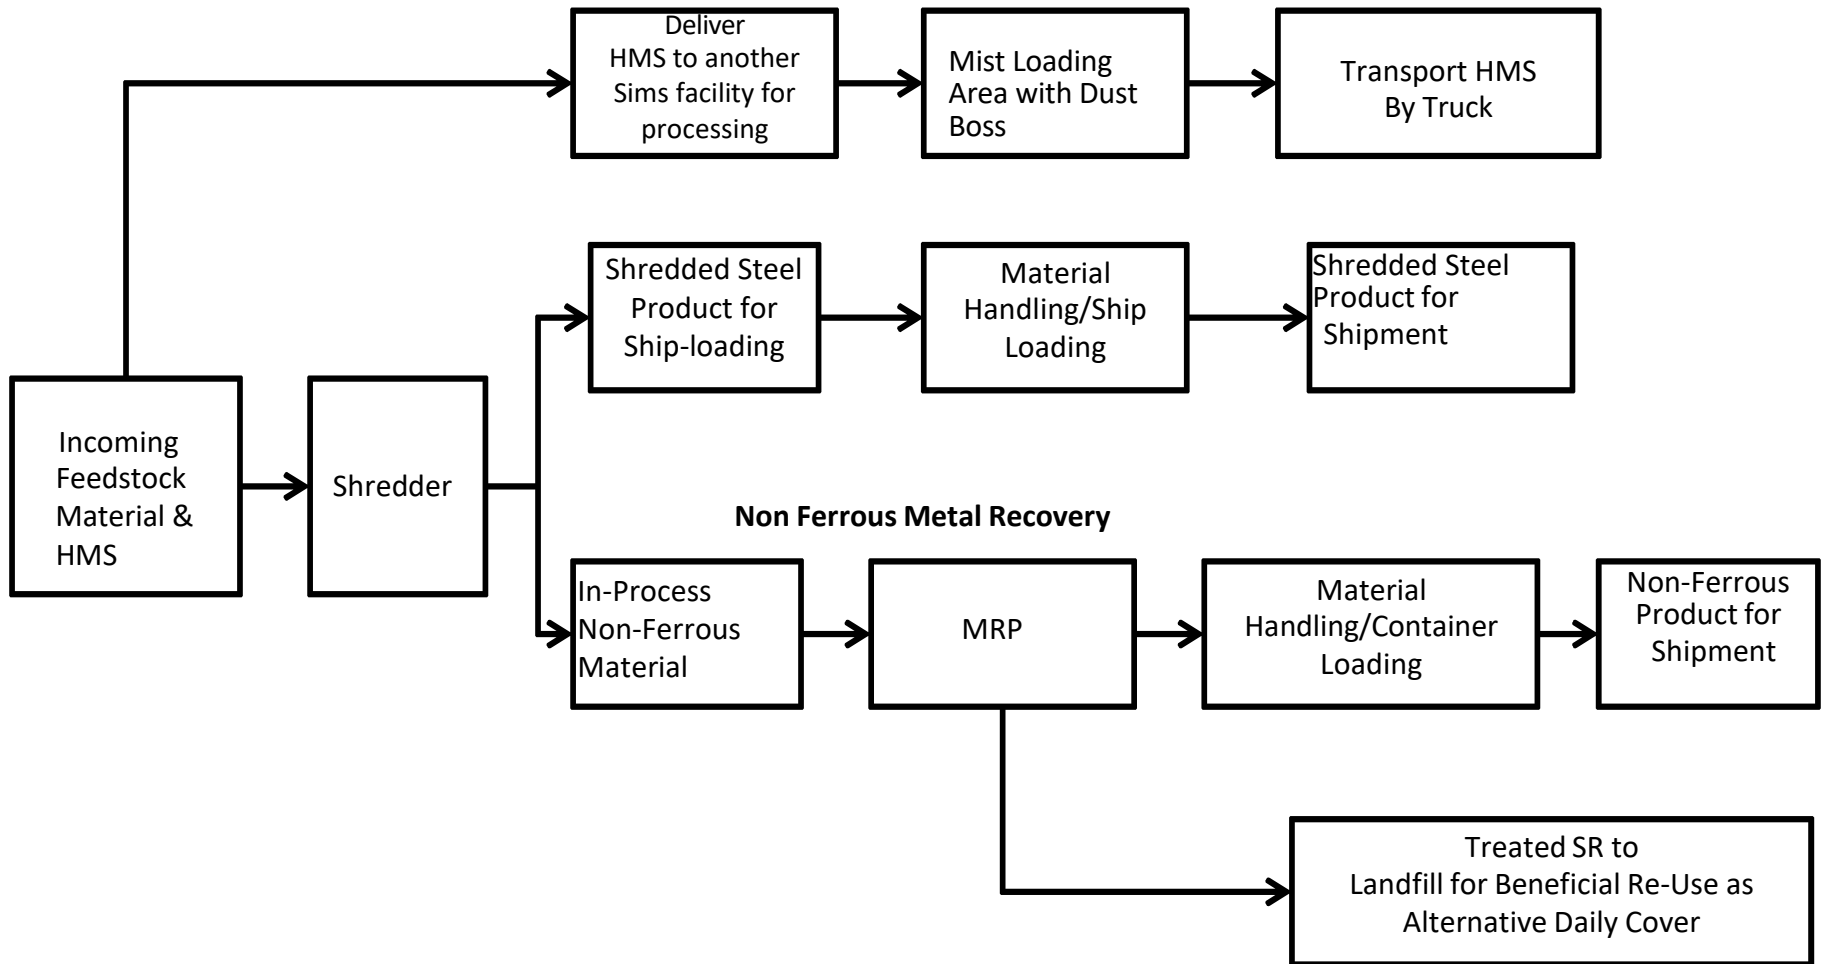 Deliver
HMS to another
Sims facility for
processing
Mist Loading
Area with Dust
Boss
Transport HMS
By Truck
Shredded Steel
Product for
Ship-loading
Material
Handling/Ship
Loading
Shredded Steel
Product for
Shipment
Incoming
Feedstock
Material &
HMS
Shredder
Non Ferrous Metal Recovery
In-Process
Non-Ferrous
Material
MRP
Material
Handling/Container
Loading
Non-Ferrous
Product for
Shipment
Treated SR to
Landfill for Beneficial Re-Use as
Alternative Daily Cover